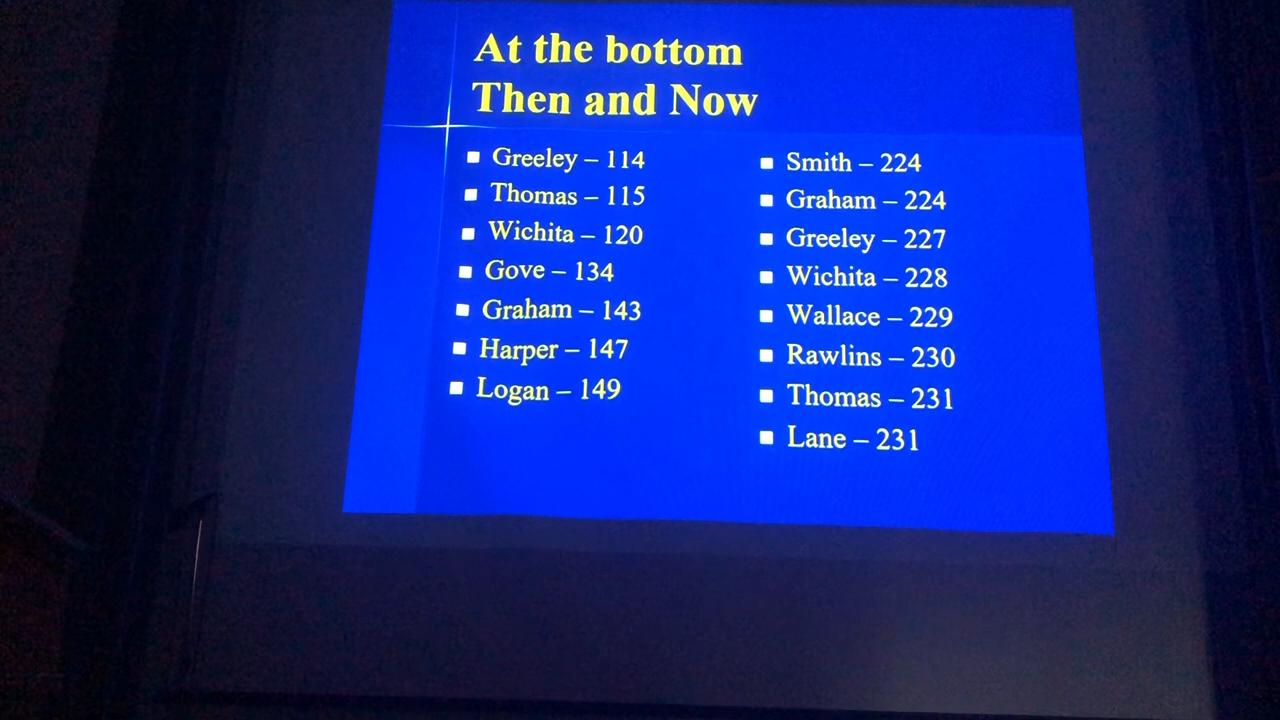 At the bottom
Then and Now
Greeley – 114
Thomas – 115
Wichita – 120
Gove – 134
Graham – 143
Harper – 147
Logan – 149
Smith – 224
Graham – 224
Greeley – 227
Wichita – 228
Wallace – 229
Rawlins – 230
Thomas – 231
Lane – 231